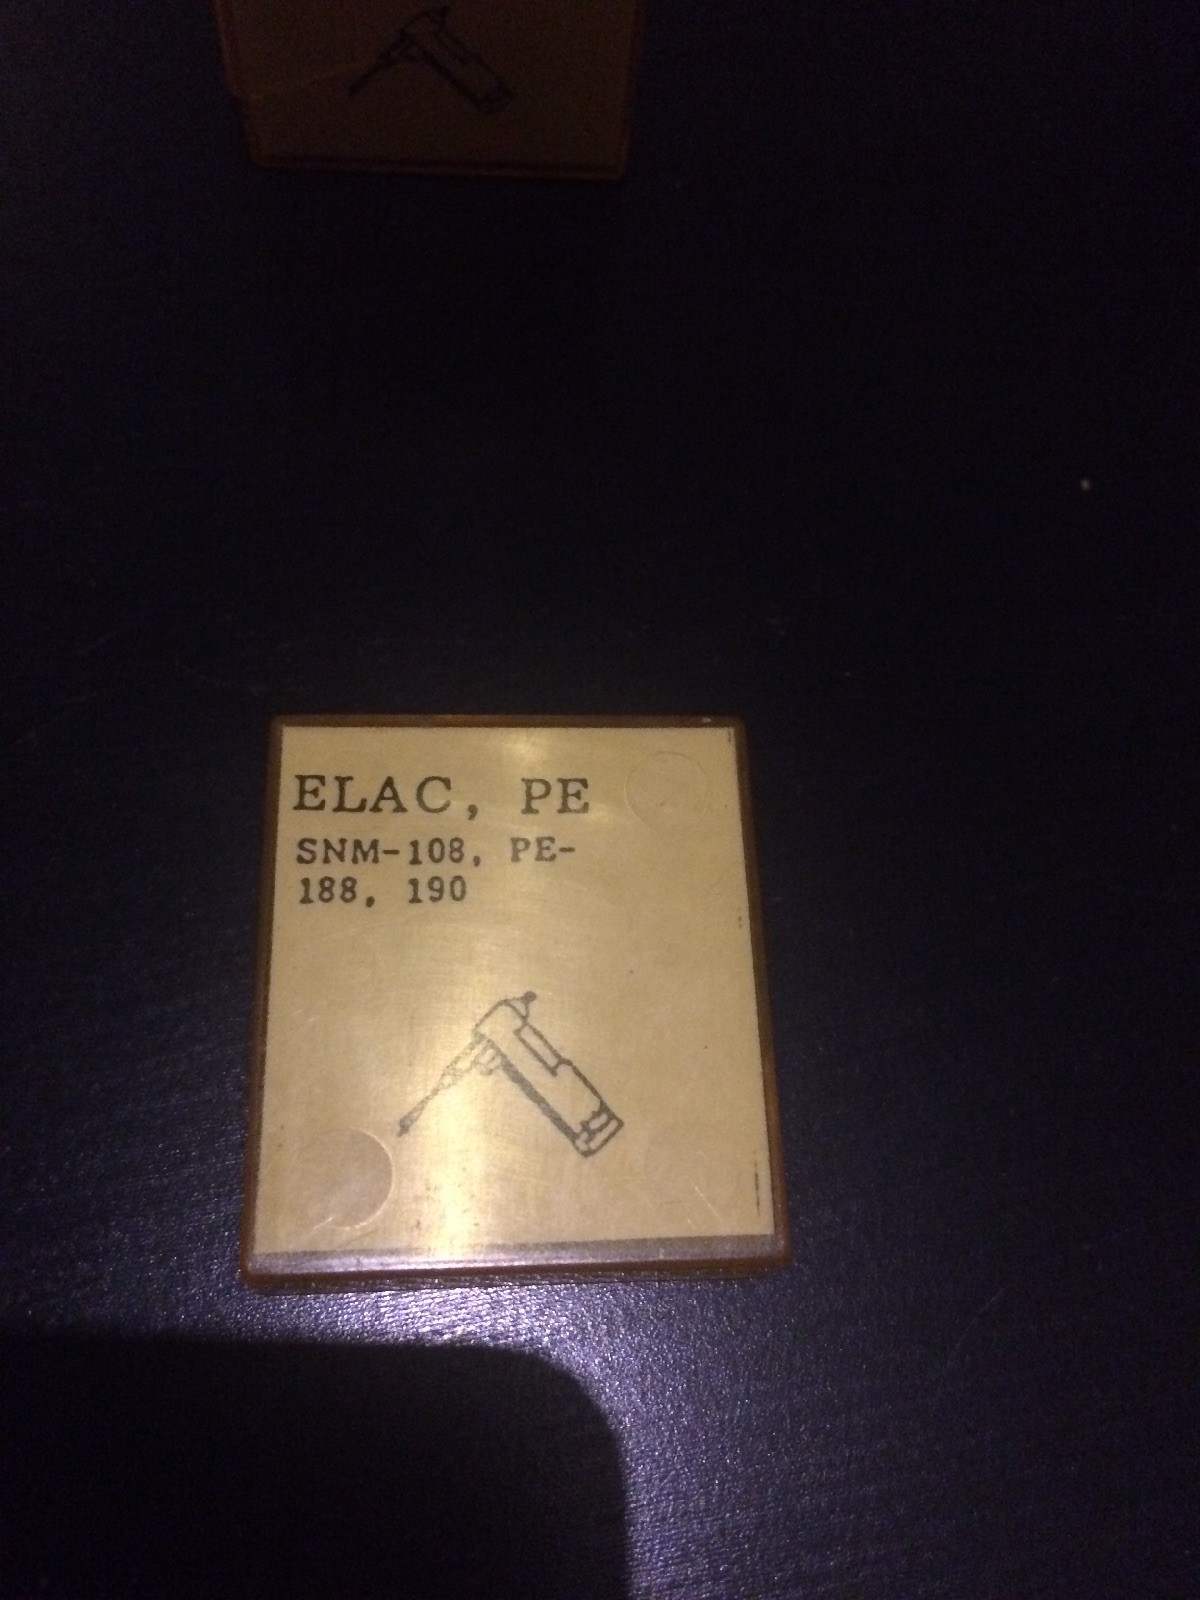 ELAC, PE
SNM-108, PE-
188, 190